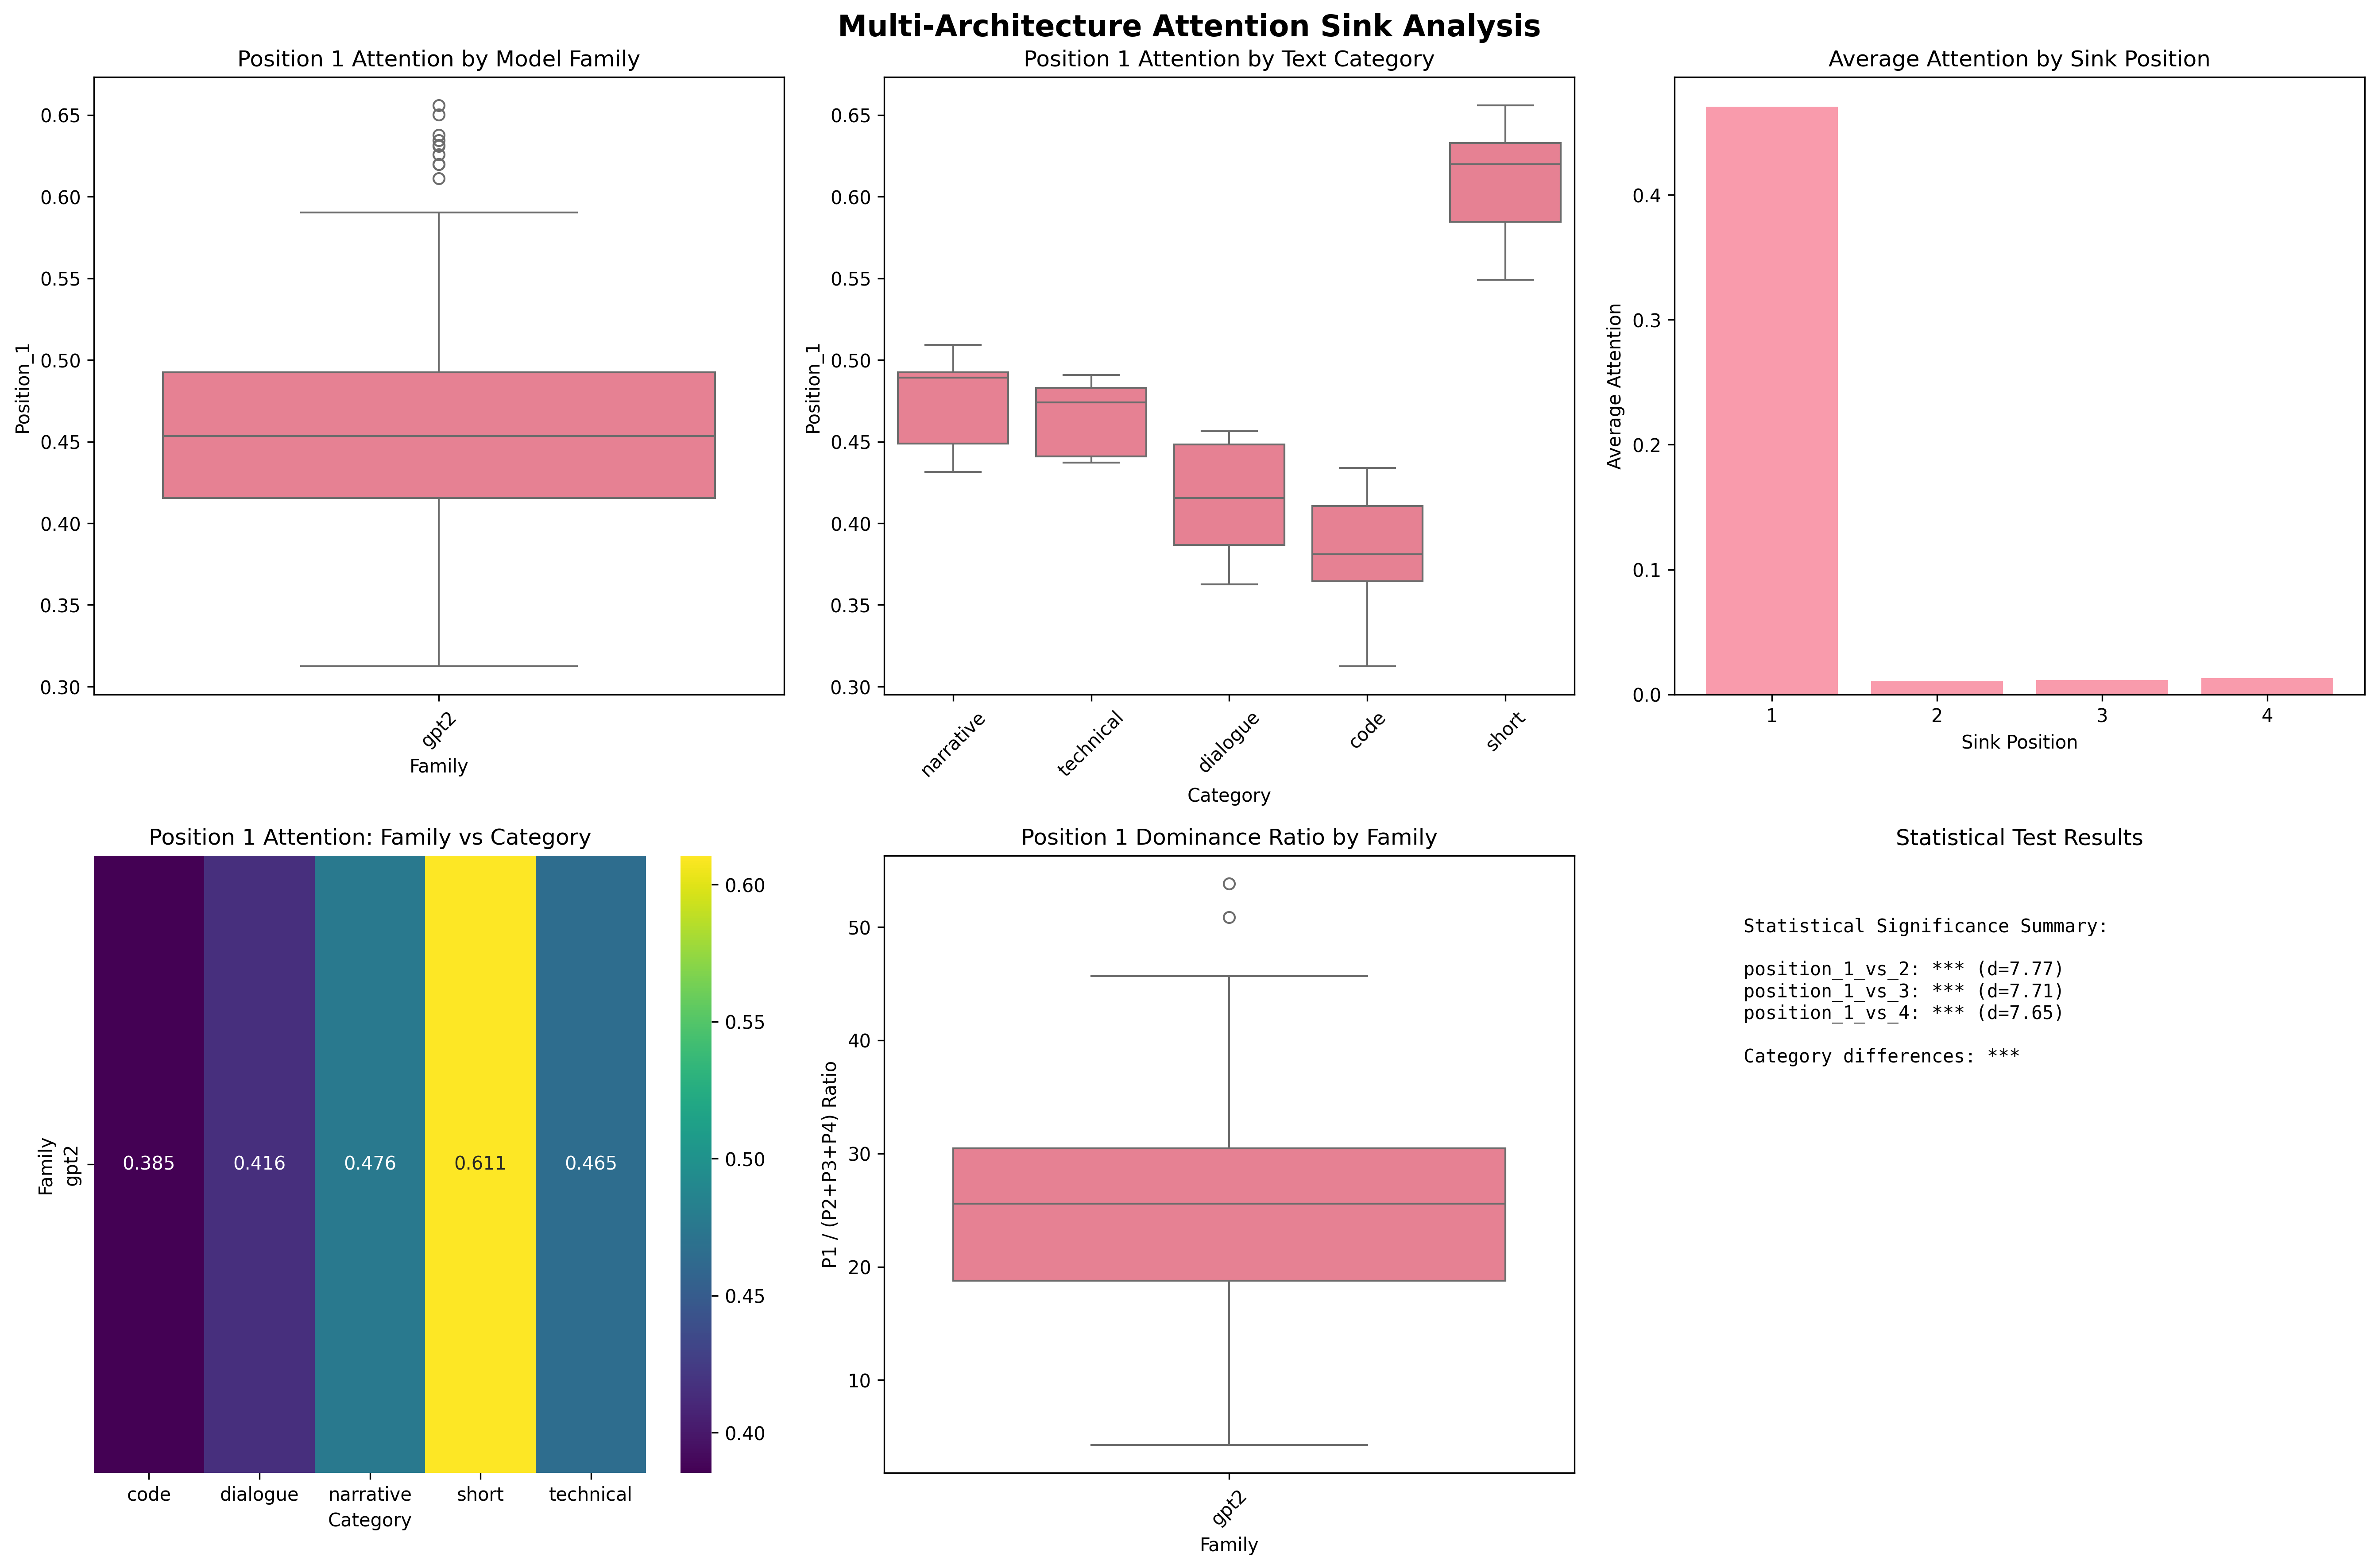 Multi-Architecture Attention Sink Analysis
Position 1 Attention by Model Family
0.65
0.60
0.55
0.50
0.45
0.40
0.35
0.30
Position_1
gpt2
Family
Position 1 Attention by Text Category
0.65
0.60
0.55
0.50
0.45
0.40
0.35
0.30
Position_1
narrative
technical
dialogue
code
short
Category
Average Attention by Sink Position
0.4
0.3
0.2
0.1
0.0
Average Attention
1 2 3 4
Sink Position
Position 1 Attention: Family vs Category
Family
gpt2
0.385 0.416 0.476 0.611 0.465
code dialogue narrative short technical
Category
0.60
0.55
0.50
0.45
0.40
Position 1 Dominance Ratio by Family
50
40
30
20
10
P1 / (P2+P3+P4) Ratio
gpt2
Family
Statistical Test Results
Statistical Significance Summary:
position_1_vs_2: *** (d=7.77)
position_1_vs_3: *** (d=7.71)
position_1_vs_4: *** (d=7.65)
Category differences: ***